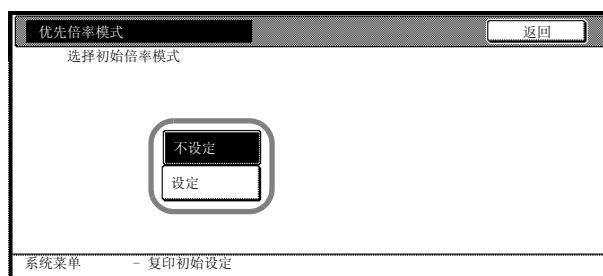 优先倍率模式 返回
选择初始倍率模式
不设定
设定
系统菜单 - 复印初始设定